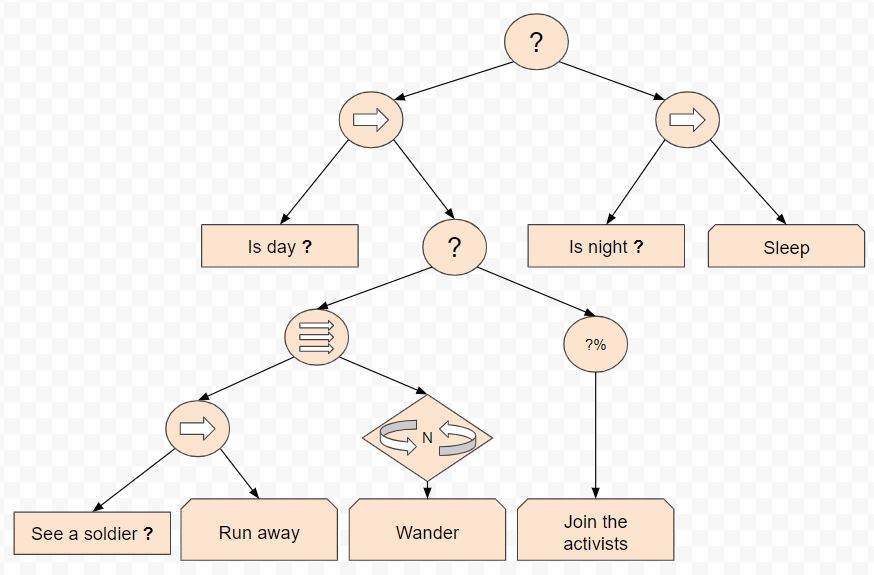 ?
Is day ?
?
Is night ?
Sleep
?%
N
See a soldier ?
Run away
Wander
Join the
activists